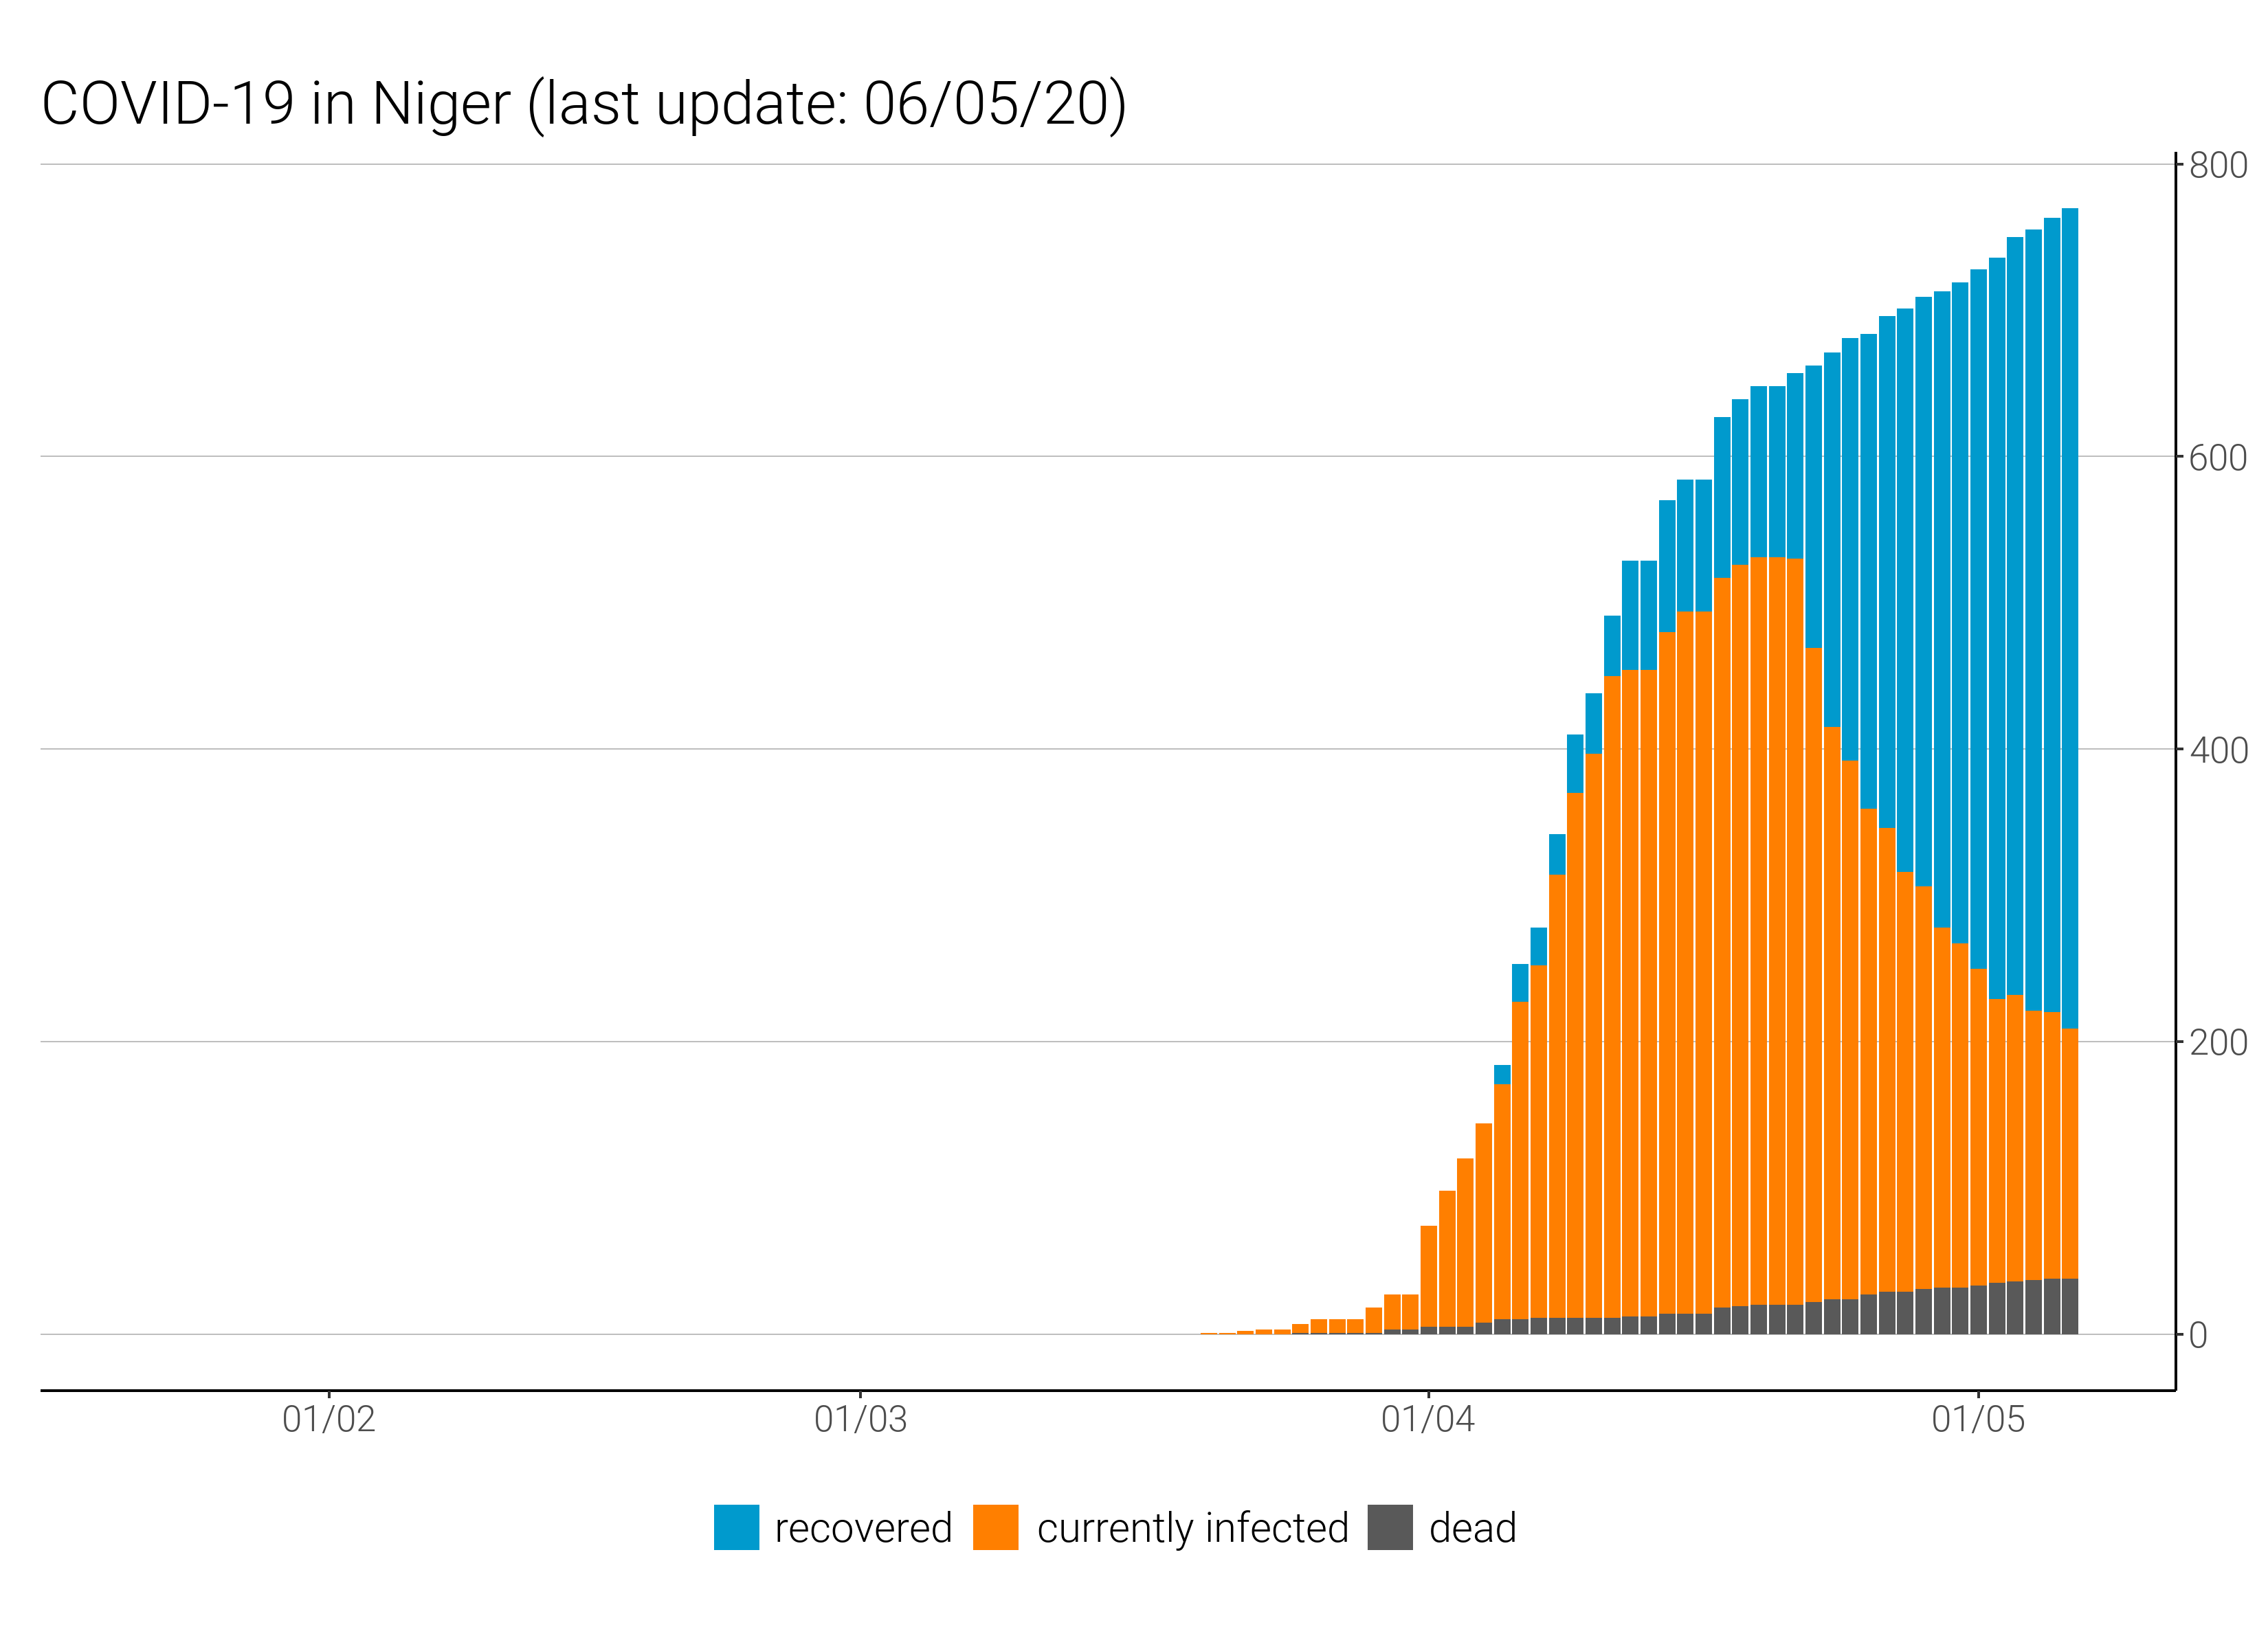 COVID-19 in Niger (last update: 06/05/20)
800
600
400
200
0
01/02 01/03 01/04 01/05
recovered currently infected dead